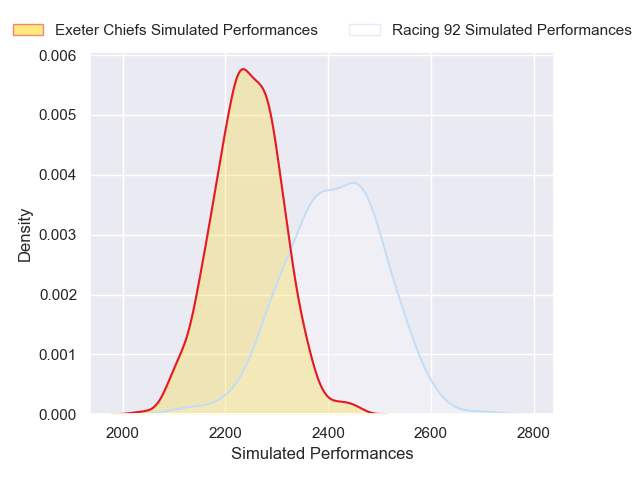 Exeter Chiefs Simulated Performances Racing 92 Simulated Performances
0.006
0.005
0.004
0.003
0.002
0.001
0.000
Density
2000 2200 2400 2600 2800
Simulated Performances